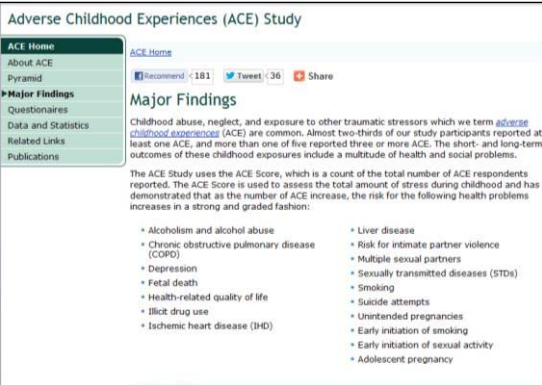 Adverse Childhood Experiences (ACE) Study
ACE Home
About ACE
Pyramid
Major Findings
Questionaires
Data and Statistics
Related Links
Publications
ACE Home
Recommend 181 Tweet 36 Share
Major Findings
Childhood abuse, neglect, and exposure to other traumatic stressors which we term adverse
childhood experiences (ACE) are common. Almost two-thirds of our study participants reported at
least one ACE, and more than one of five reported three or more ACE. The short- and long-term
outcomes of these childhood exposures include a multitude of health and social problems.
The ACE Study uses the ACE Score, which is a count of the total number of ACE respondents
reported. The ACE Score is used to assess the total amount of stress during childhood and has
demonstrated that as the number of ACE increase, the risk for the following health problems
increases in a strong and graded fashion:
• Alcoholism and alcohol abuse
• Chronic obstructive pulmonary disease
(COPD)
• Depression
• Fetal death
• Health-related quality of life
• Illicit drug use
• Ischemic heart disease (IHD)
• Liver disease
• Risk for intimate partner violence
• Multiple sexual partners
• Sexually transmitted diseases (STDs)
• Smoking
• Suicide attempts
• Unintended pregnancies
• Early initiation of smoking
• Early initiation of sexual activity
• Adolescent pregnancy